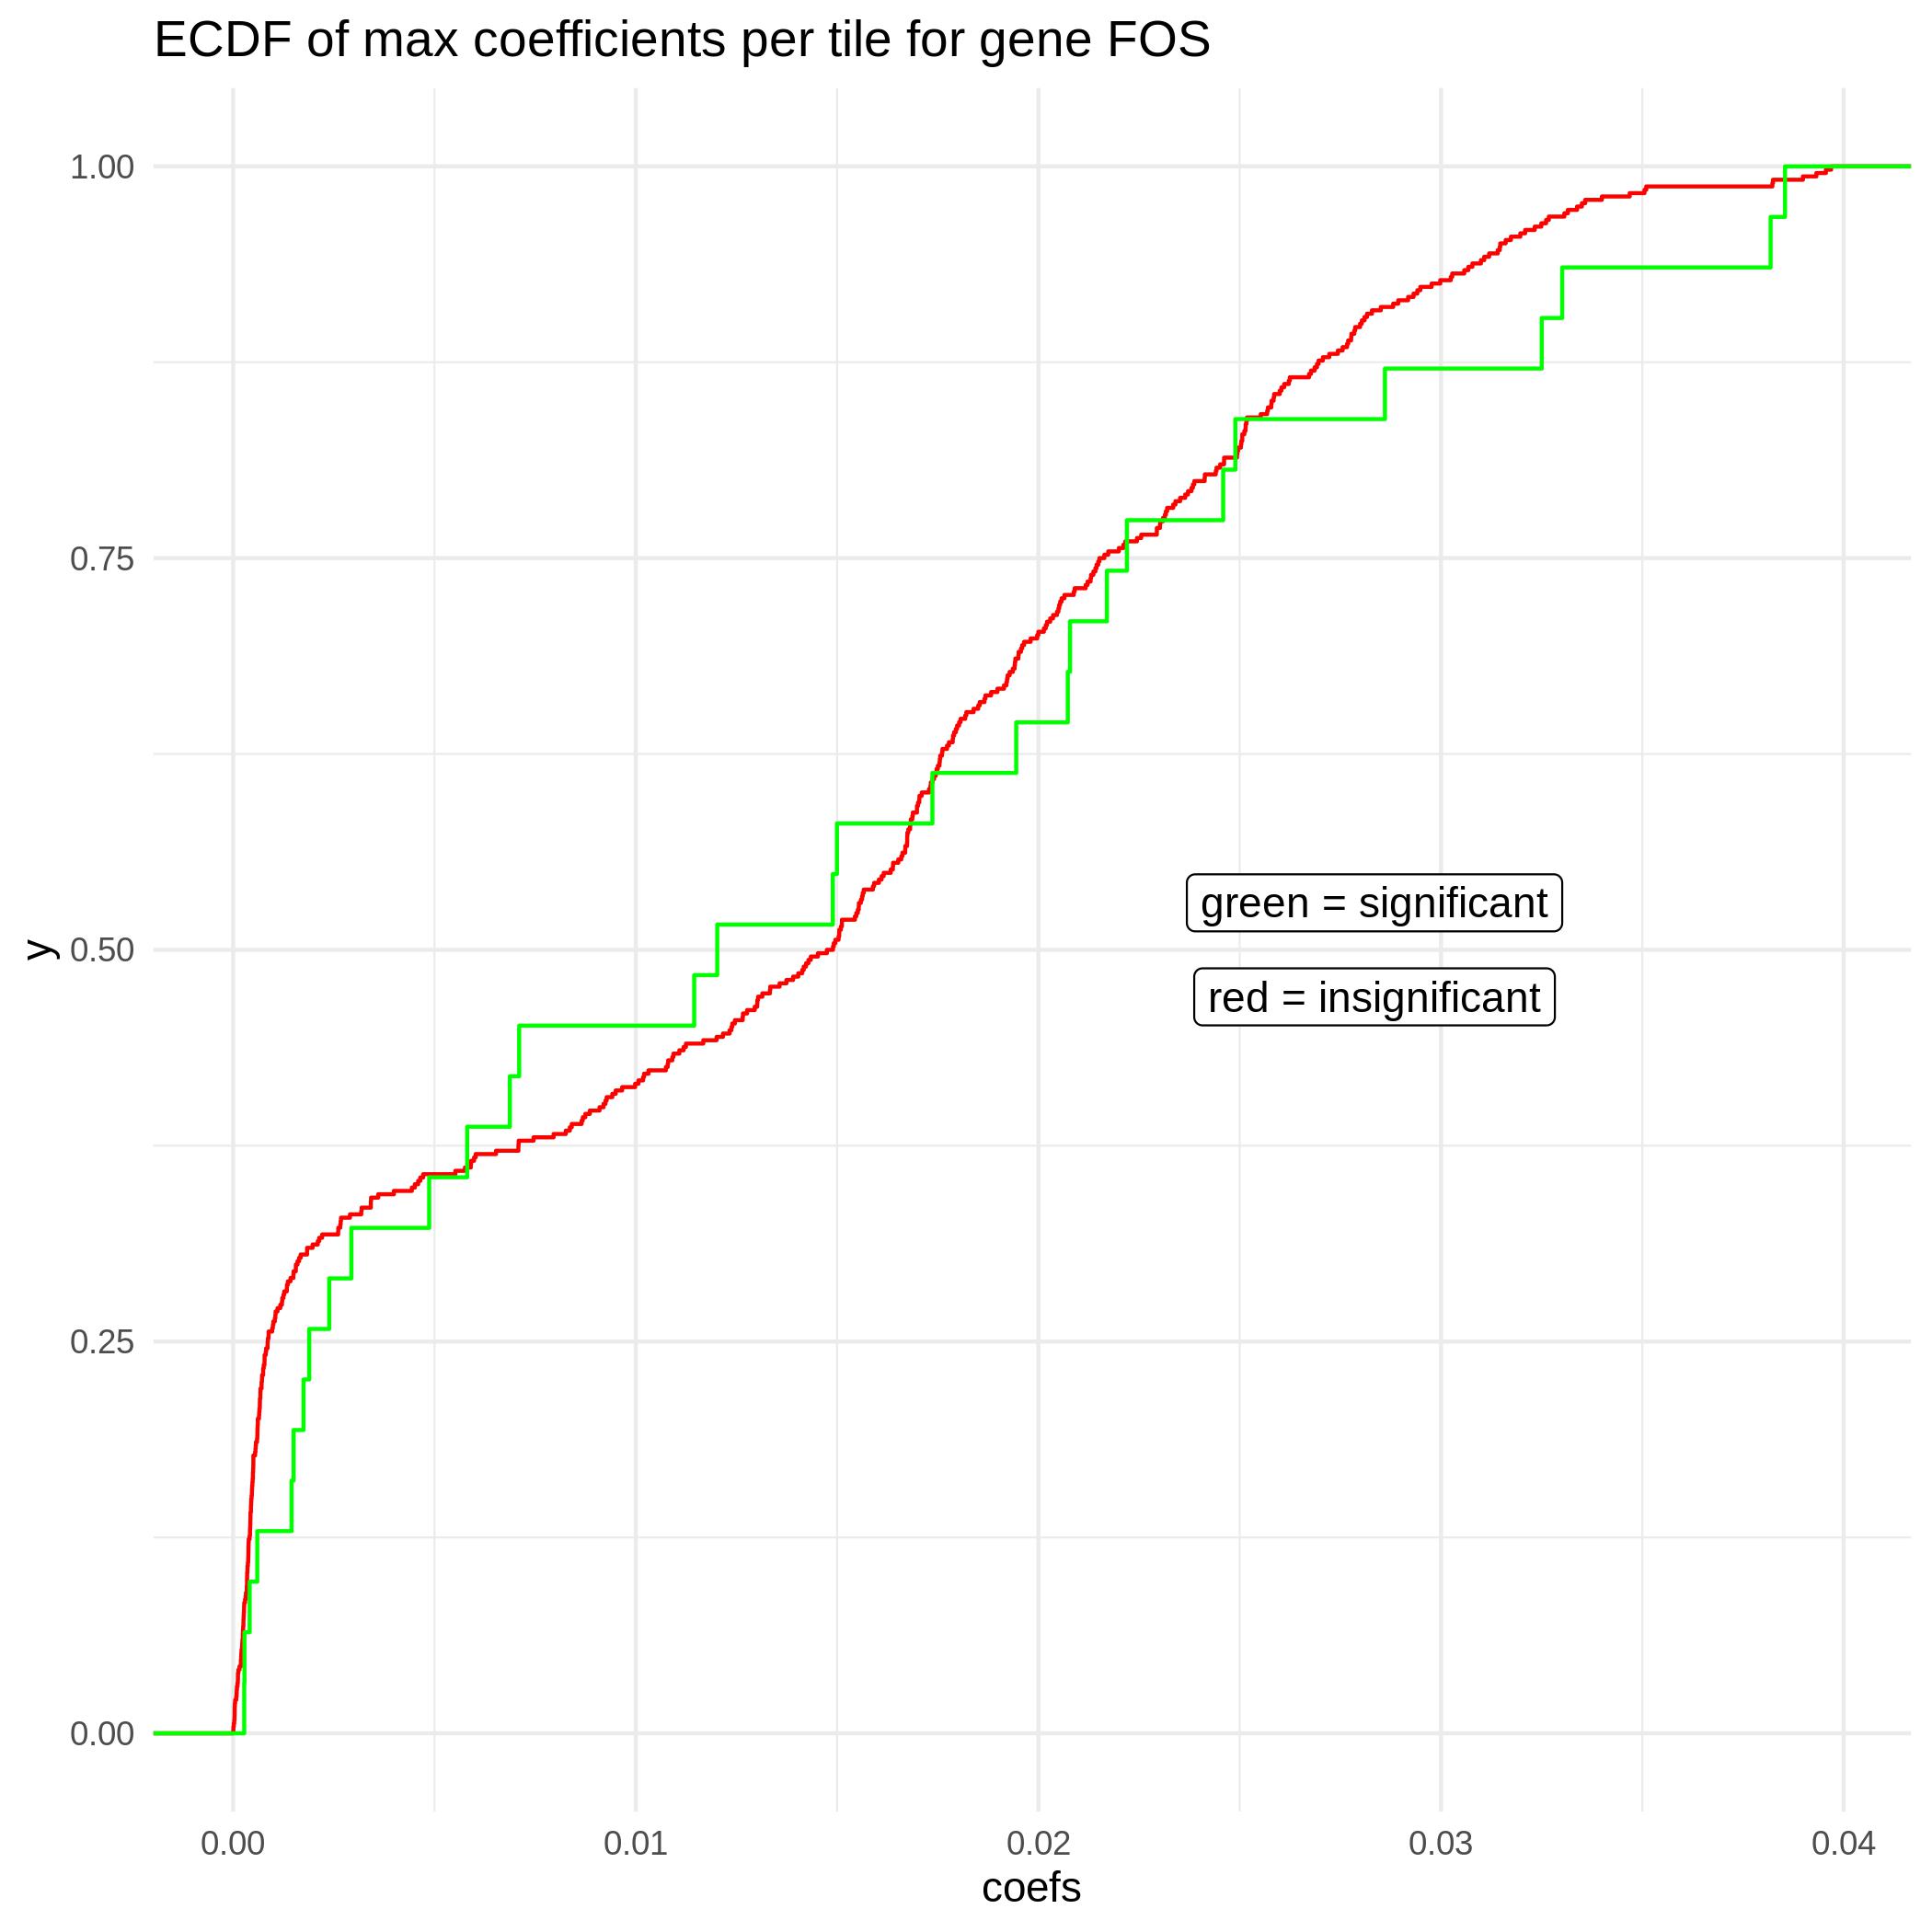 ECDF of max coefficients per tile for gene FOS
1.00
0.75
0.50
0.25
0.00
y
green = significant
red = insignificant
0.00 0.01 0.02 0.03 0.04
coefs